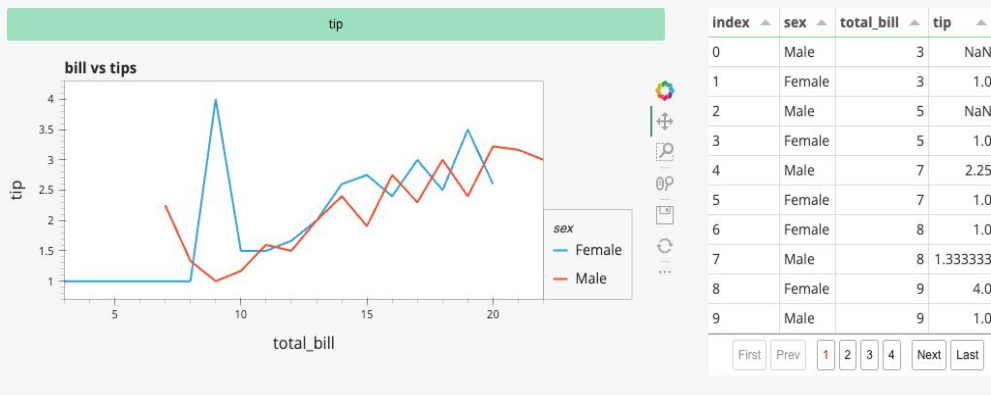 tip
bill vs tips
4
3.5
3
2.5
2
1.5
1
tip
5 10 15 20
total_bill
sex
Female
Male
index sex total_bill tip
0 Male 3 NaN
1 Female 3 1.0
2 Male 5 NaN
3 Female 5 1.0
4 Male 7 2.25
5 Female 7 1.0
6 Female 8 1.0
7 Male 8 1.333333
8 Female 9 4.0
9 Male 9 1.0
First Prev 1 2 3 4 Next Last